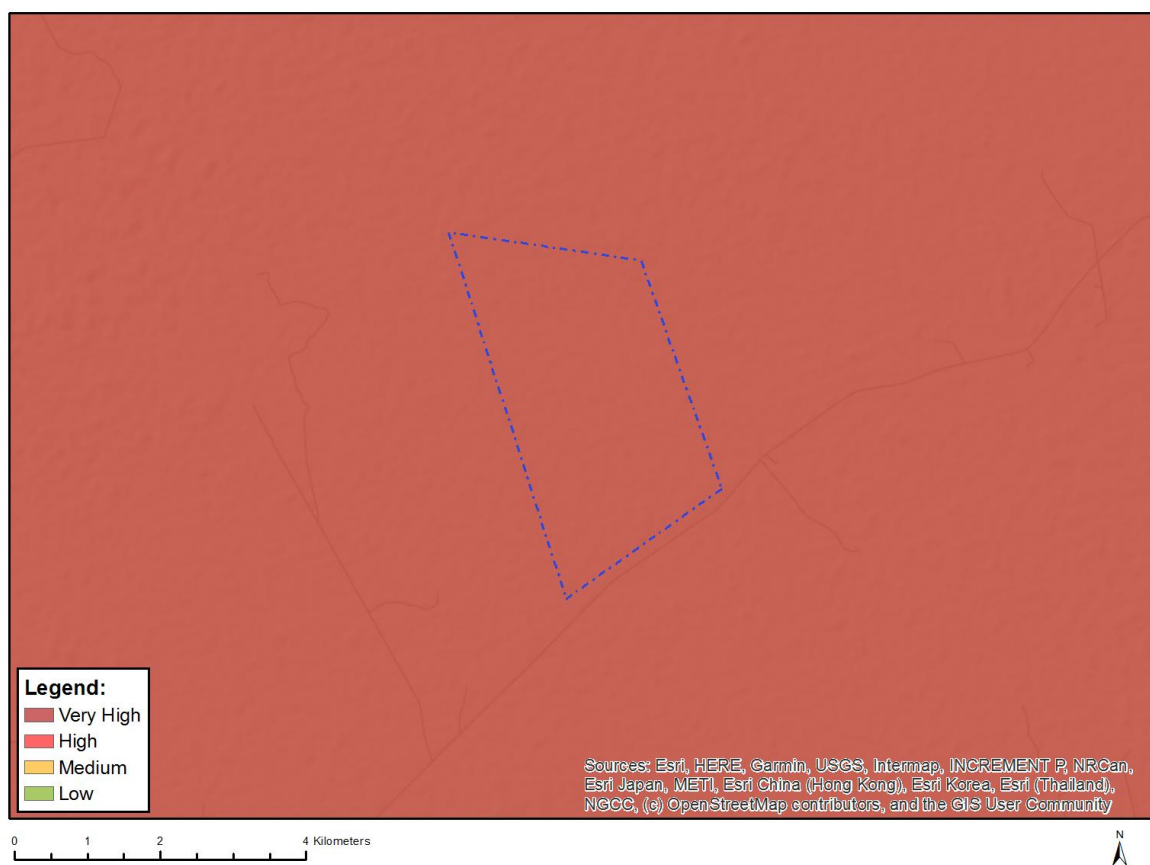 Legend:
Very High
High
Medium
Low
Sources: Esri, HERE, Garmin, USGS, Intermap, INCREMENT P, NRCan,
Esri Japan, METI, Esri China (Hong Kong), Esri Korea, Esri (Thailand),
NGCC, (c) OpenStreetMap contributors, and the GIS User Community
0 1 2 4 Kilometers
N